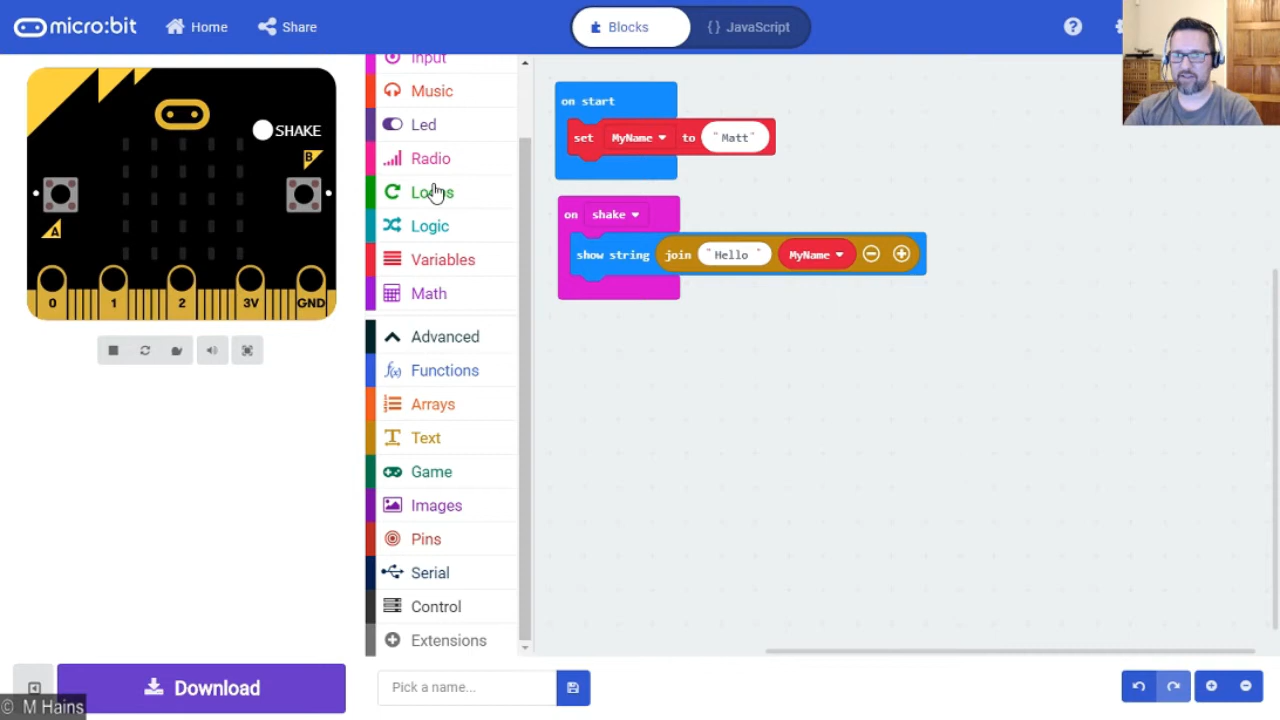 micro:bit Home Share Blocks { } JavaScript ?
Input
Music
Led
Radio
Loops
Logic
Variables
Math
Advanced
f(x) Functions
Arrays
T Text
Game
Images
Pins
Serial
Control
Extensions
SHAKE
B
A
0 1 2 3V GND
on start
set MyName to "Matt"
on shake
show string join "Hello " MyName
Download
Pick a name...
© M Hains